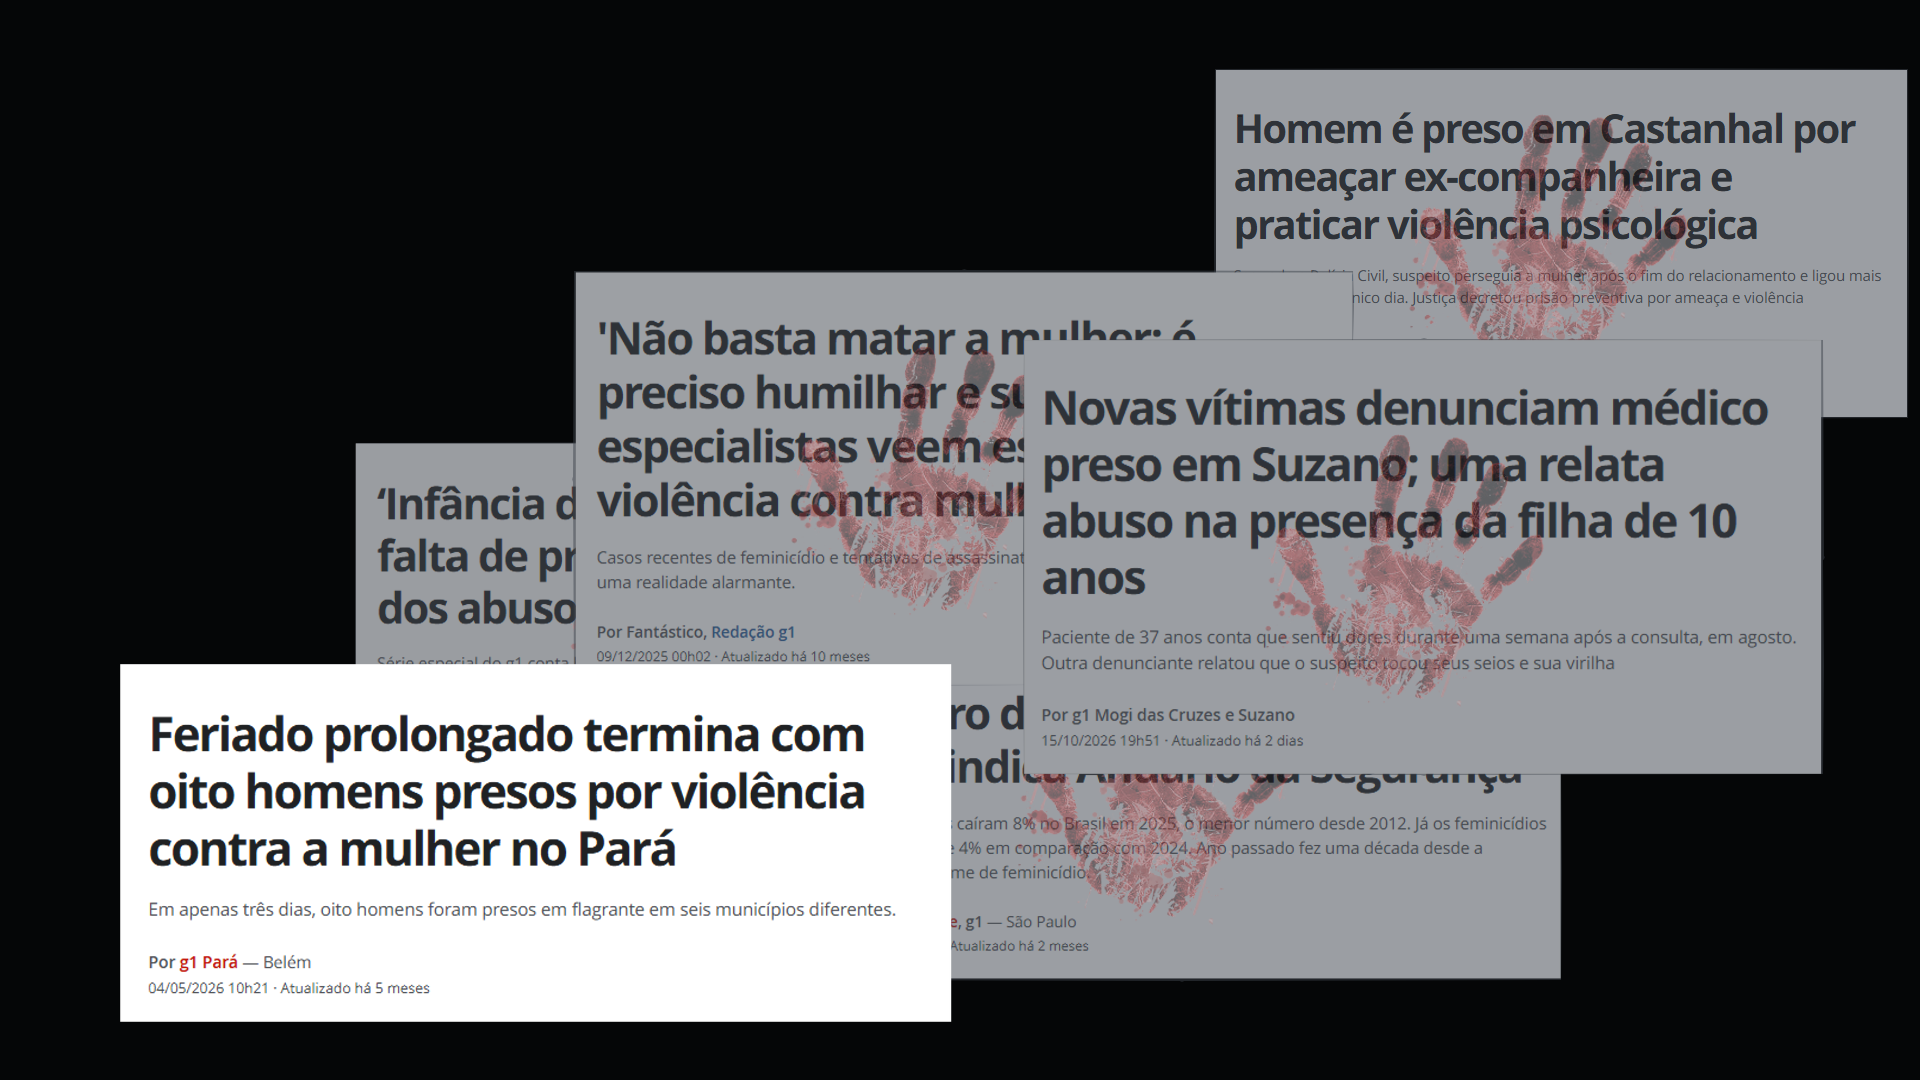 Homem é preso em Castanhal por
ameaçar ex-companheira e
praticar violência psicológica
Civil, suspeito perseguia a mulher após o fim do relacionamento e ligou mais
dia. Justiça decretou prisão preventiva por ameaça e violência
'Não basta matar a mulher: é
preciso humilhar e
especialistas veem
violência contra
Casos recentes de feminicídio e tentativas de
uma realidade alarmante.
Por Fantástico, Redação g1
09/12/2025 00h02 · Atualizado há 10 meses
Novas vítimas denunciam médico
preso em Suzano; uma relata
abuso na presença da filha de 10
anos
Paciente de 37 anos conta que sentiu dores durante uma semana após a consulta, em agosto.
Outra denunciante relatou que o suspeito tocou seus seios e sua virilha
Por g1 Mogi das Cruzes e Suzano
15/10/2026 19h51 · Atualizado há 2 dias
‘Infância
falta de
dos
Série especial do g1 conta
Anuário da Segurança
caíram 8% no Brasil em 2025, o menor número desde 2012. Já os feminicídios
4% em comparação com 2024. Ano passado fez uma década desde a
de feminicídio.
g1 — São Paulo
Atualizado há 2 meses
Feriado prolongado termina com
oito homens presos por violência
contra a mulher no Pará
Em apenas três dias, oito homens foram presos em flagrante em seis municípios diferentes.
Por g1 Pará — Belém
04/05/2026 10h21 · Atualizado há 5 meses